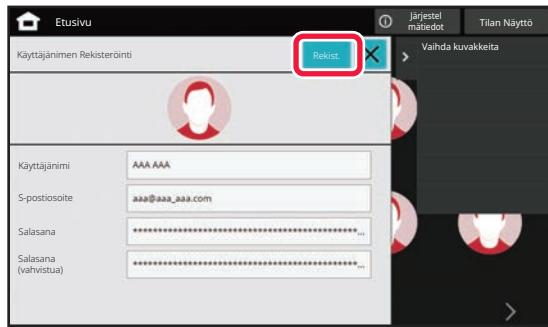 Etusivu
Järjestel
mätiedot
Tilan Näyttö
Käyttäjänimen Rekisteröinti
Rekist.
Vaihda kuvakkeita
Käyttäjänimi
AAA AAA
S-postiosoite
aaa@aaa_aaa.com
Salasana
**********************************************...
Salasana
(vahvistua)
**********************************************...